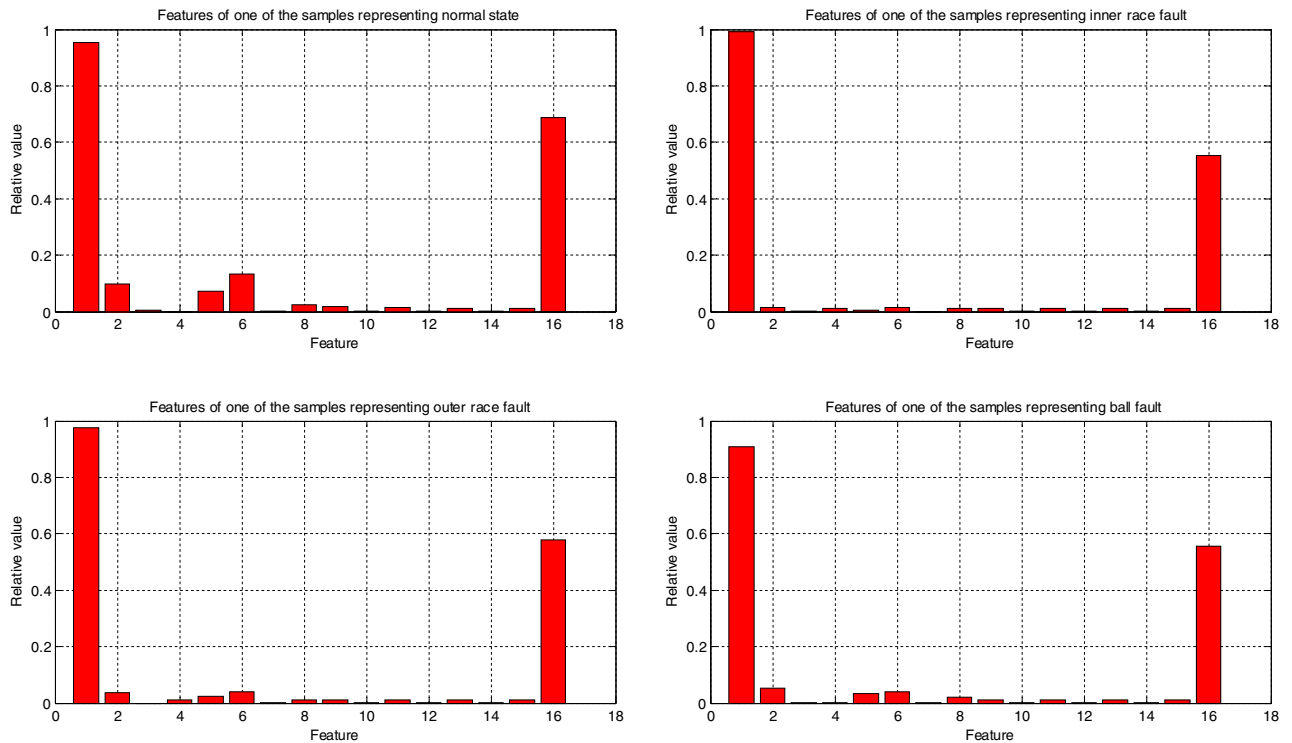 Features of one of the samples representing normal state
Relative value
1
0.8
0.6
0.4
0.2
0
0 2 4 6 8 10 12 14 16 18
Feature
Features of one of the samples representing inner race fault
Relative value
1
0.8
0.6
0.4
0.2
0
0 2 4 6 8 10 12 14 16 18
Feature
Features of one of the samples representing outer race fault
Relative value
1
0.8
0.6
0.4
0.2
0
0 2 4 6 8 10 12 14 16 18
Feature
Features of one of the samples representing ball fault
Relative value
1
0.8
0.6
0.4
0.2
0
0 2 4 6 8 10 12 14 16 18
Feature